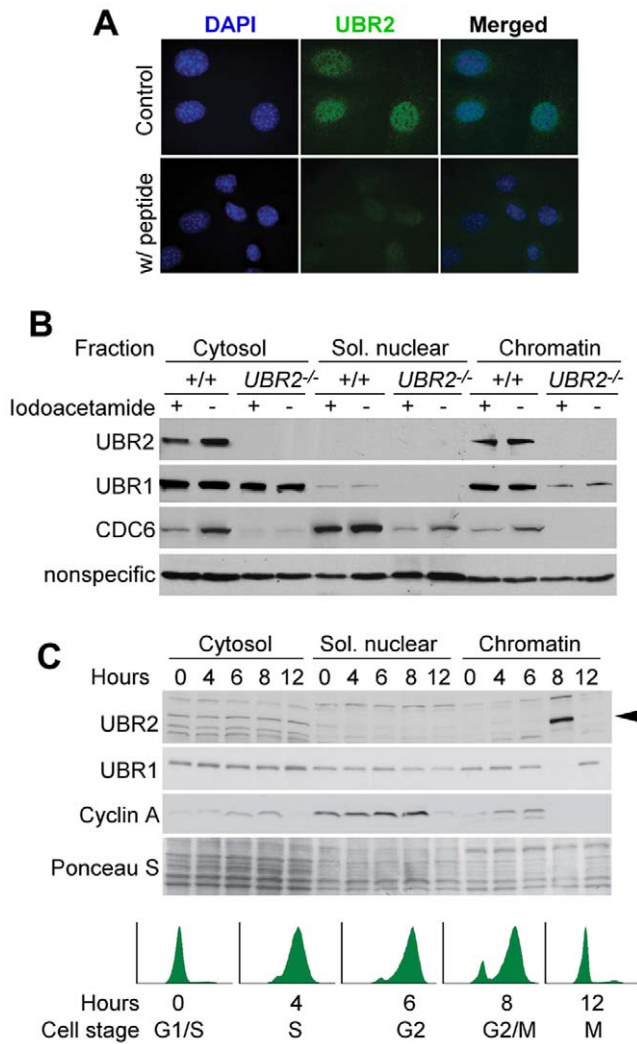 A
DAPI UBR2 Merged
Control
w/ peptide
B
Fraction Cytosol Sol. nuclear Chromatin
+/+ UBR2-/- +/+ UBR2-/- +/+ UBR2-/-
Iodoacetamide + - + - + - + - + - + -
UBR2
UBR1
CDC6
nonspecific
C
Cytosol Sol. nuclear Chromatin
Hours 0 4 6 8 12 0 4 6 8 12 0 4 6 8 12
UBR2
UBR1
Cyclin A
Ponceau S
Hours 0 4 6 8 12
Cell stage G1/S S G2 G2/M M